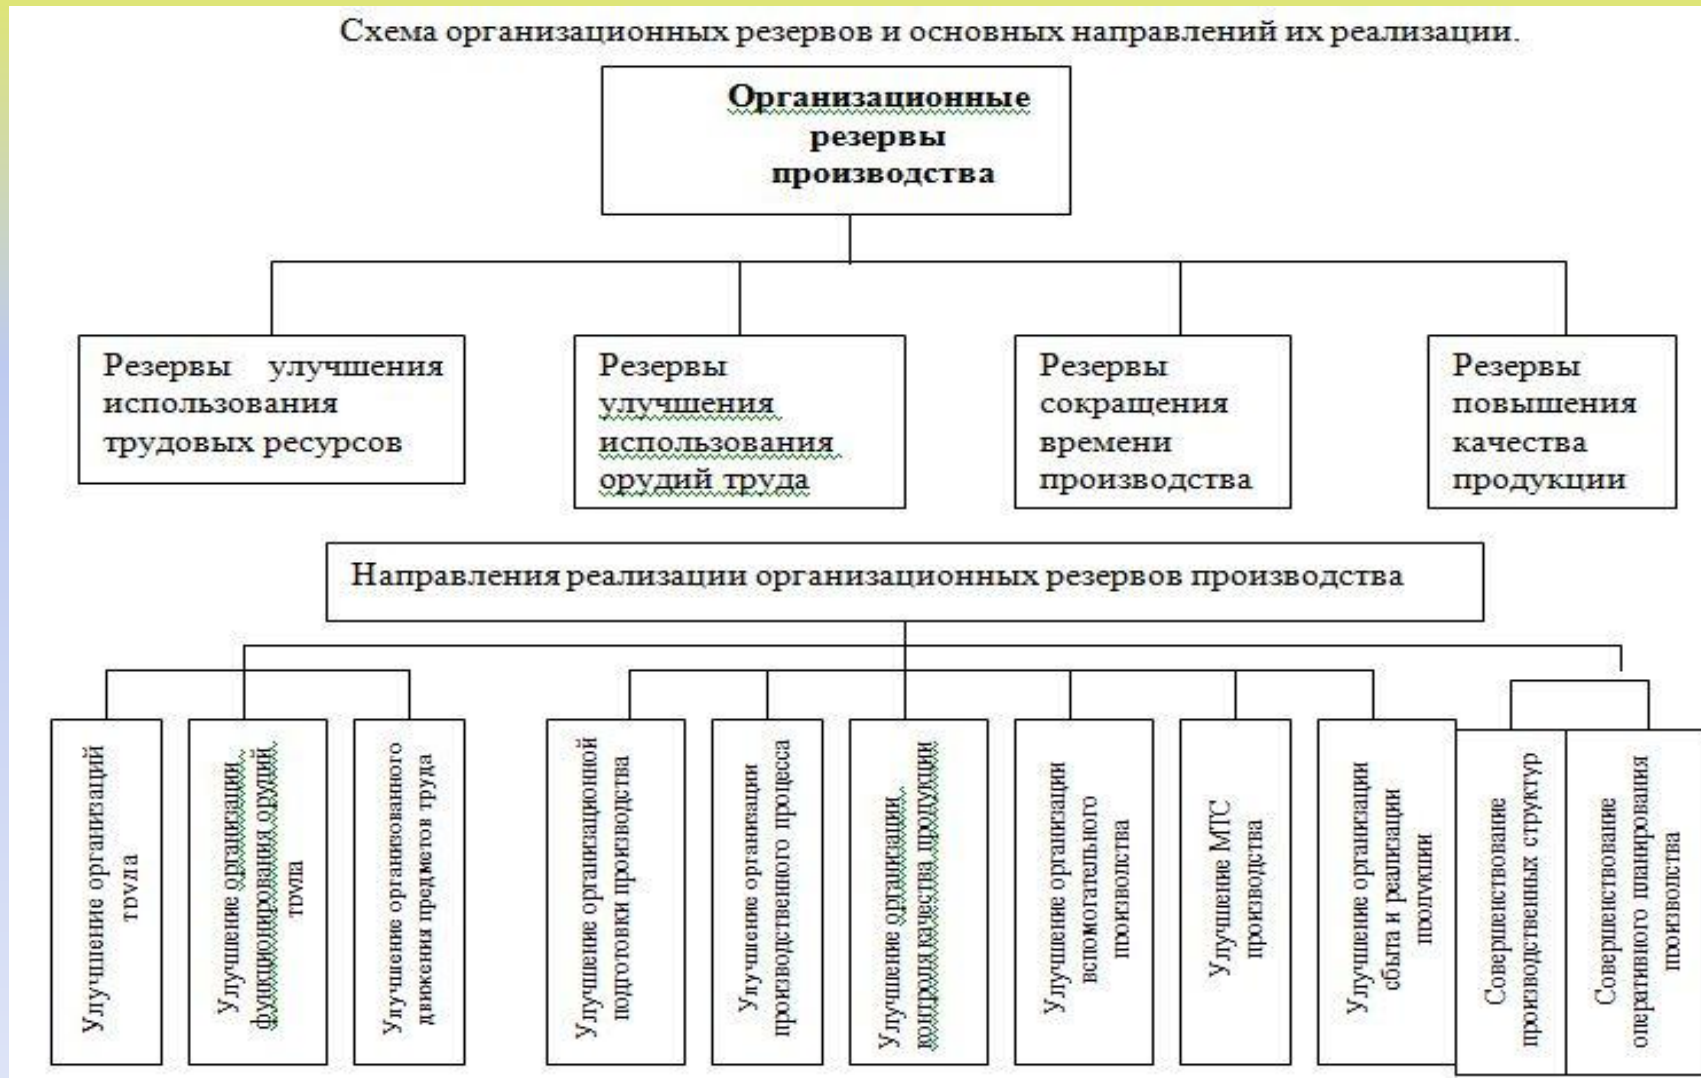 Схема организационных резервов и основных направлений их реализации.
Организационные
резервы
производства
Резервы улучшения
использования
трудовых ресурсов
Резервы
улучшения
использования
орудий труда
Резервы
сокращения
времени
производства
Резервы
повышения
качества
продукции
Направления реализации организационных резервов производства
Улучшение организаций
труда
Улучшение организации
функционирования орудий
труда
Улучшение организованного
движения предметов труда
Улучшение организационной
подготовки производства
Улучшение организации
производственного процесса
Улучшение организации
контроля качества продукции
Улучшение организации
вспомогательного
производства
Улучшение МТС
производства
Улучшение организации
сбыта и реализации
продукции
Совершенствование
производственных структур
Совершенствование
оперативного планирования
производства